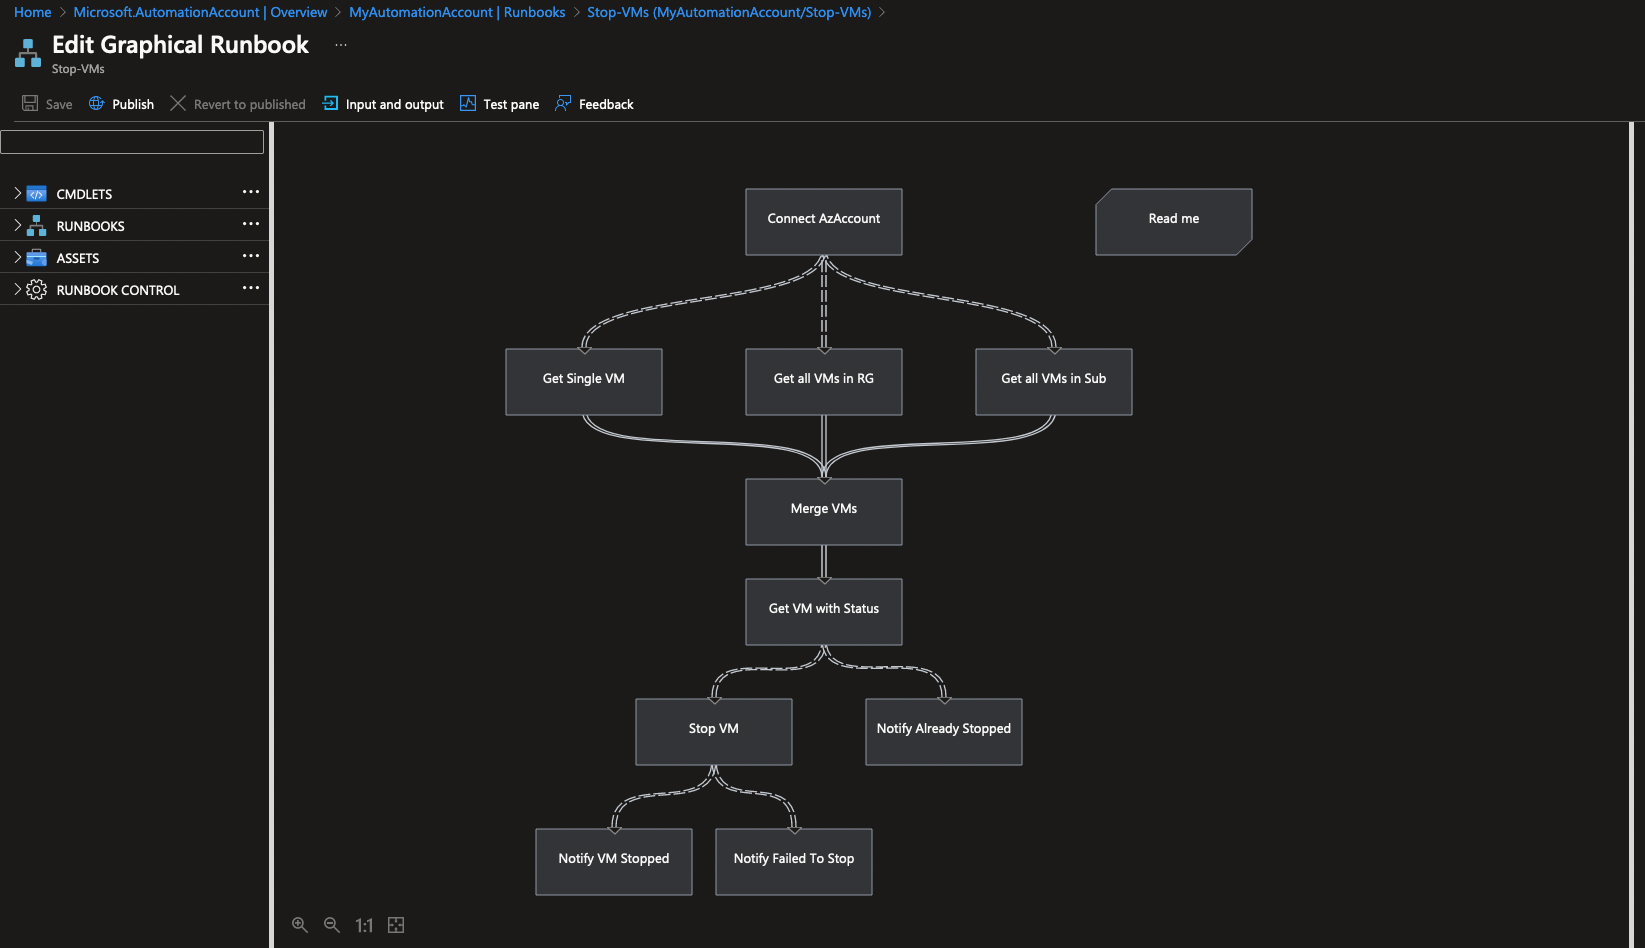 Home > Microsoft.AutomationAccount | Overview > MyAutomationAccount | Runbooks > Stop-VMs (MyAutomationAccount/Stop-VMs) >
Edit Graphical Runbook ...
Stop-VMs
Save Publish Revert to published Input and output Test pane Feedback
CMDLETS ...
RUNBOOKS ...
ASSETS ...
RUNBOOK CONTROL ...
Connect AzAccount
Read me
Get Single VM
Get all VMs in RG
Get all VMs in Sub
Merge VMs
Get VM with Status
Stop VM
Notify Already Stopped
Notify VM Stopped
Notify Failed To Stop
1:1